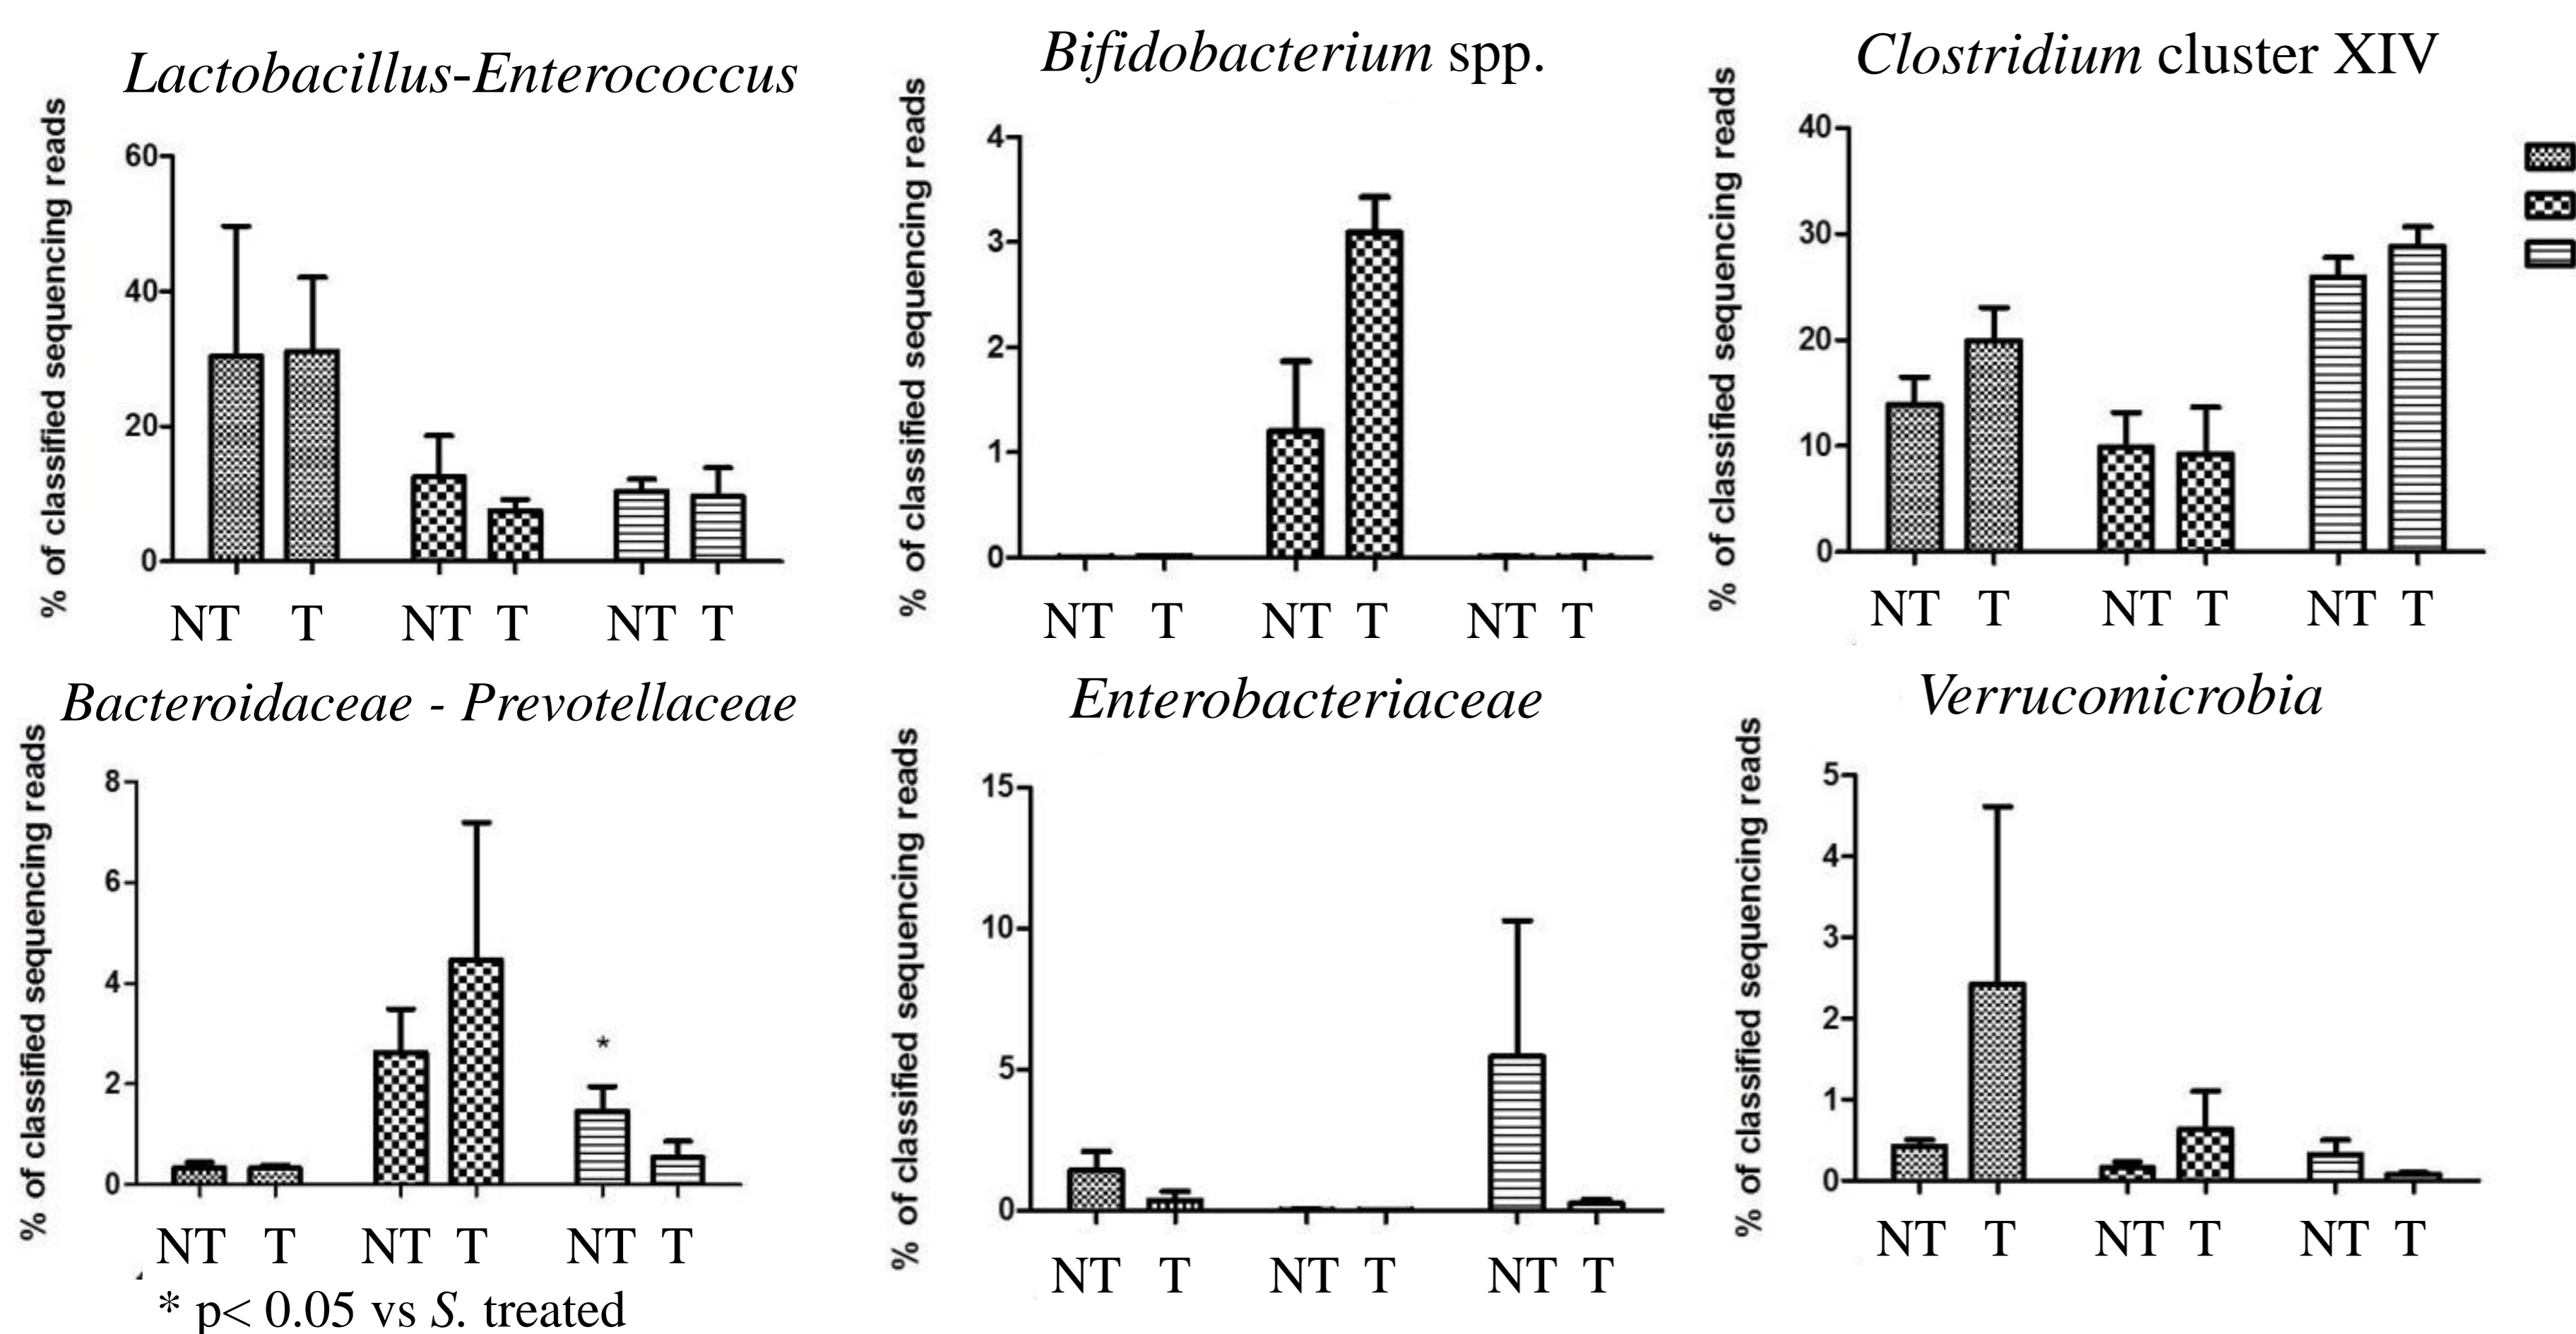 Lactobacillus-Enterococcus
% of classified sequencing reads
60
40
20
0
NT T NT T NT T
Bifidobacterium spp.
% of classified sequencing reads
4
3
2
1
0
NT T NT T NT T
Clostridium cluster XIV
% of classified sequencing reads
40
30
20
10
0
NT T NT T NT T
Bacteroidaceae - Prevotellaceae
% of classified sequencing reads
8
6
4
2
0
*
NT T NT T NT T
* p< 0.05 vs S. treated
Enterobacteriaceae
% of classified sequencing reads
15
10
5
0
NT T NT T NT T
Verrucomicrobia
% of classified sequencing reads
5
4
3
2
1
0
NT T NT T NT T